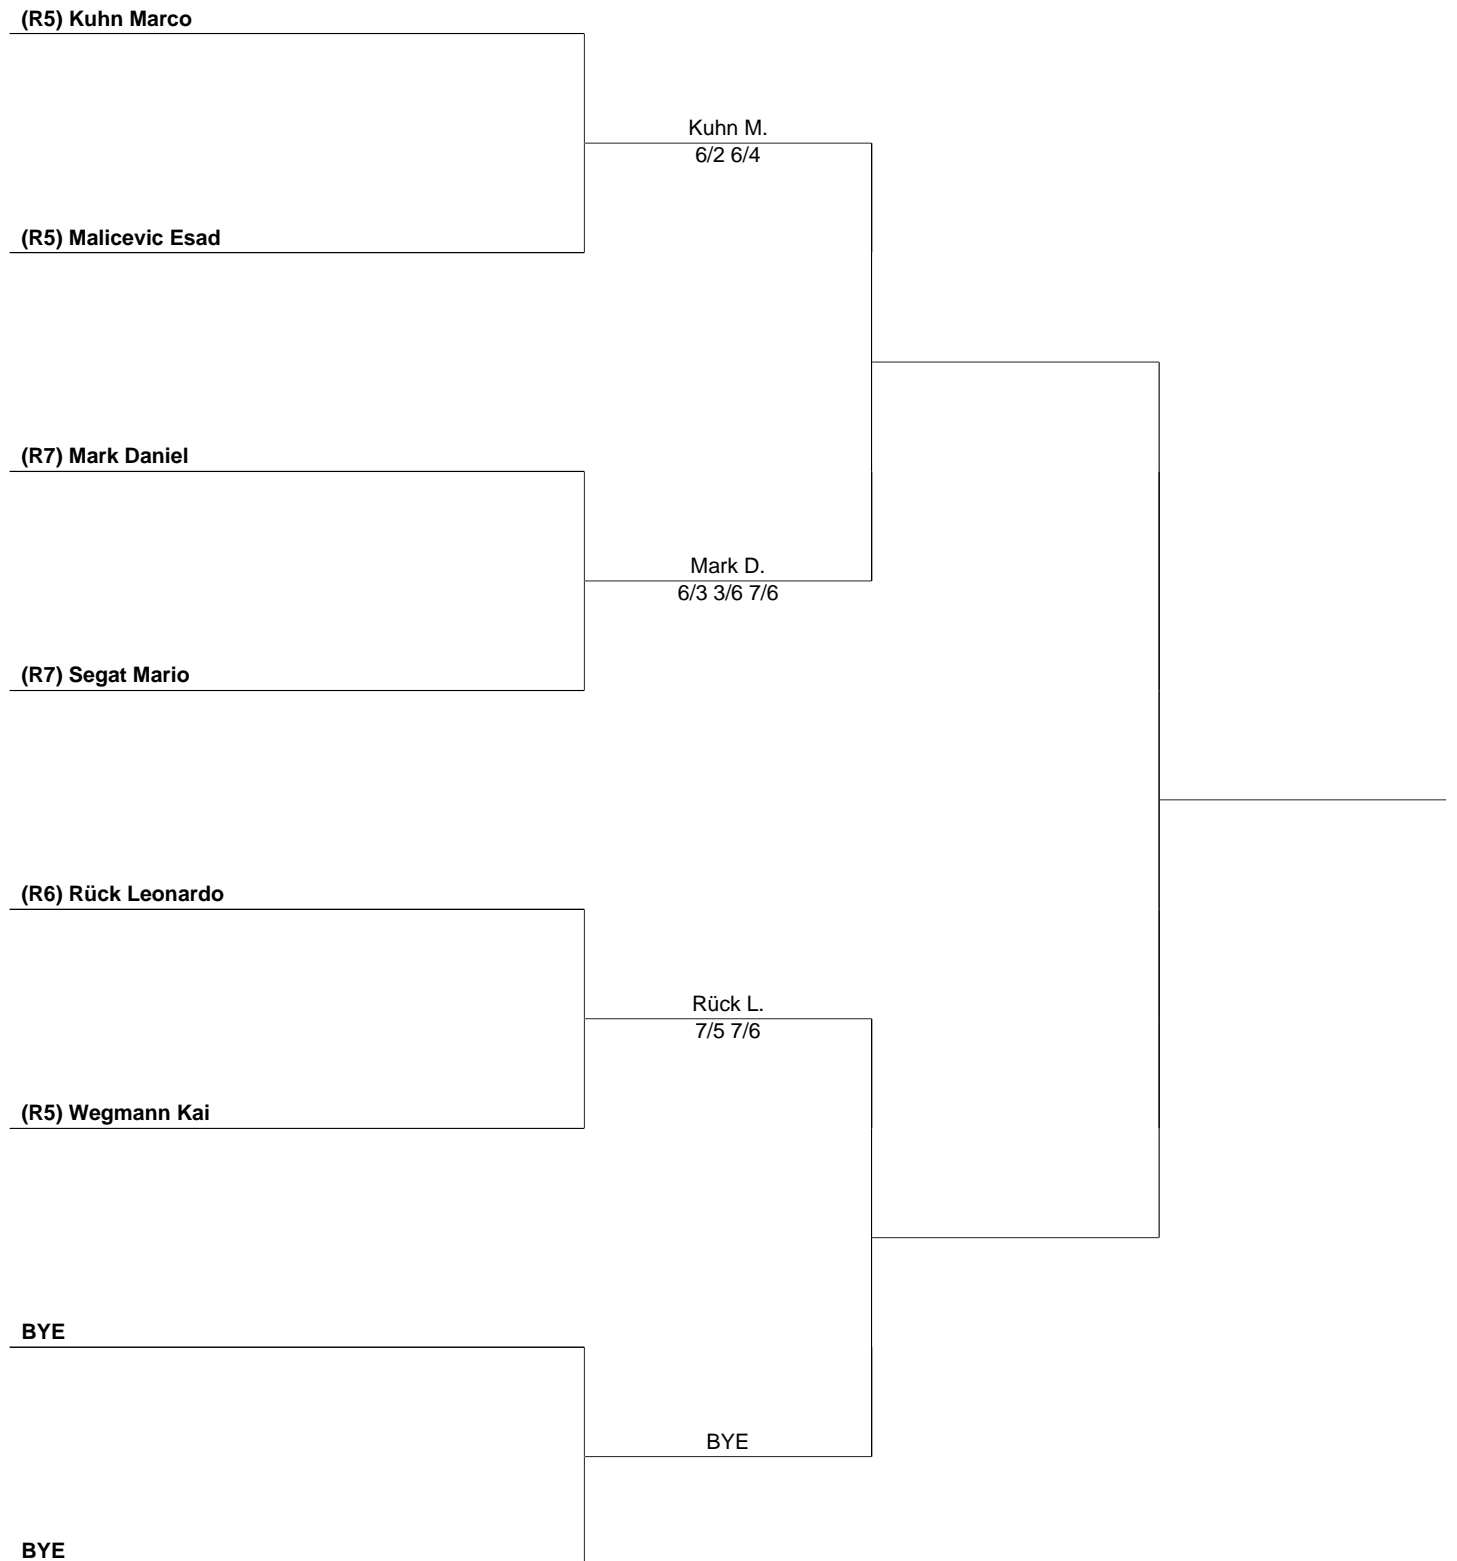 (R5) Kuhn Marco
Kuhn M.
6/2 6/4
(R5) Malicevic Esad
(R7) Mark Daniel
Mark D.
6/3 3/6 7/6
(R7) Segat Mario
(R6) Rück Leonardo
Rück L.
7/5 7/6
(R5) Wegmann Kai
BYE
BYE
BYE